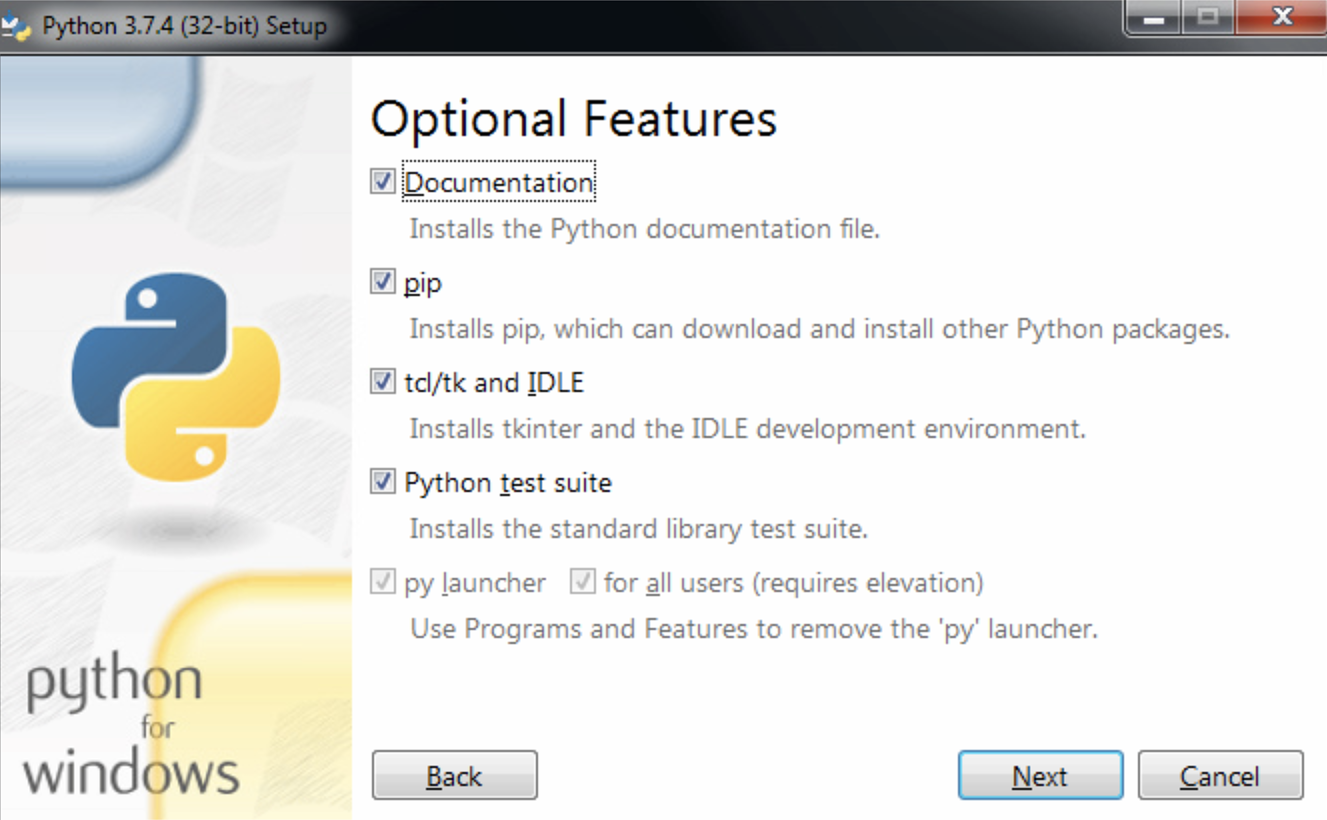 Python 3.7.4 (32-bit) Setup
Optional Features
Documentation
Installs the Python documentation file.
pip
Installs pip, which can download and install other Python packages.
tcl/tk and IDLE
Installs tkinter and the IDLE development environment.
Python test suite
Installs the standard library test suite.
py launcher for all users (requires elevation)
Use Programs and Features to remove the 'py' launcher.
python
for
windows
Back Next Cancel